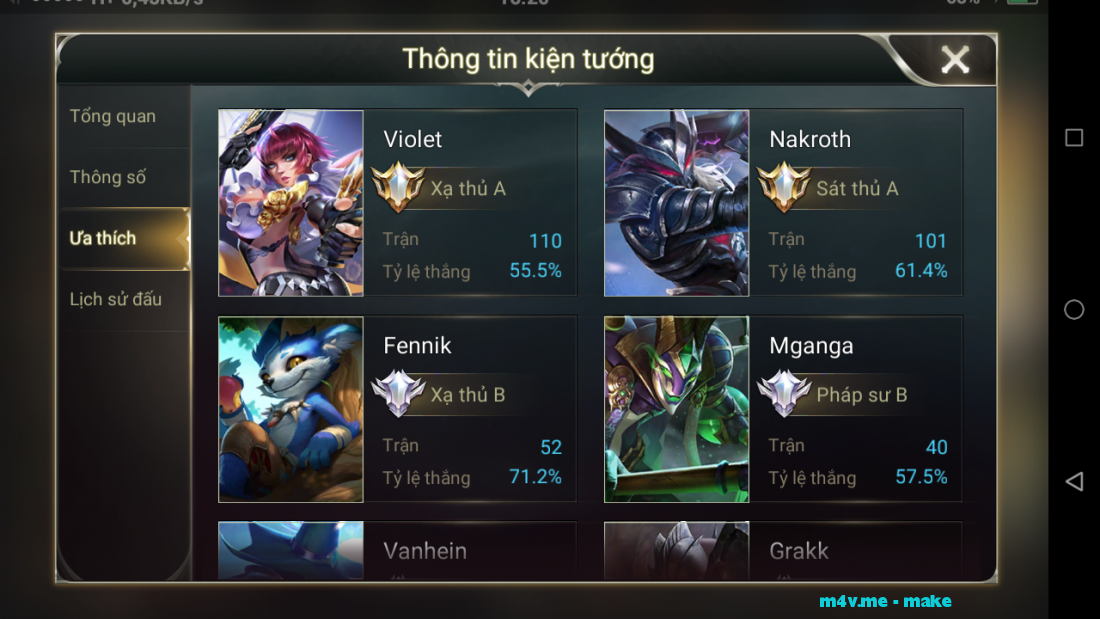 Thông tin kiện tướng
Tổng quan
Thông số
Ưa thích
Lịch sử đấu
Violet
Xạ thủ A
Trận 110
Tỷ lệ thắng 55.5%
Nakroth
Sát thủ A
Trận 101
Tỷ lệ thắng 61.4%
Fennik
Xạ thủ B
Trận 52
Tỷ lệ thắng 71.2%
Mganga
Pháp sư B
Trận 40
Tỷ lệ thắng 57.5%
Vanhein
Grakk
m4v.me - make